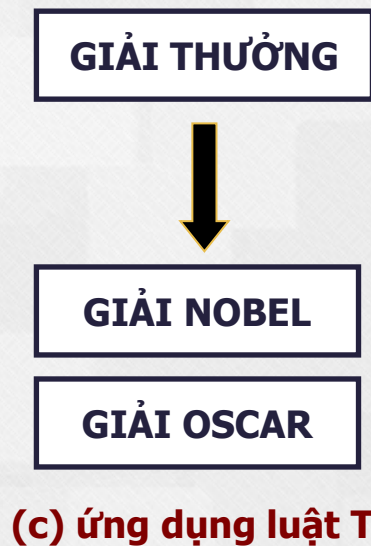 GIẢI THƯỞNG
GIẢI NOBEL
GIẢI OSCAR
(c) ứng dụng luật T